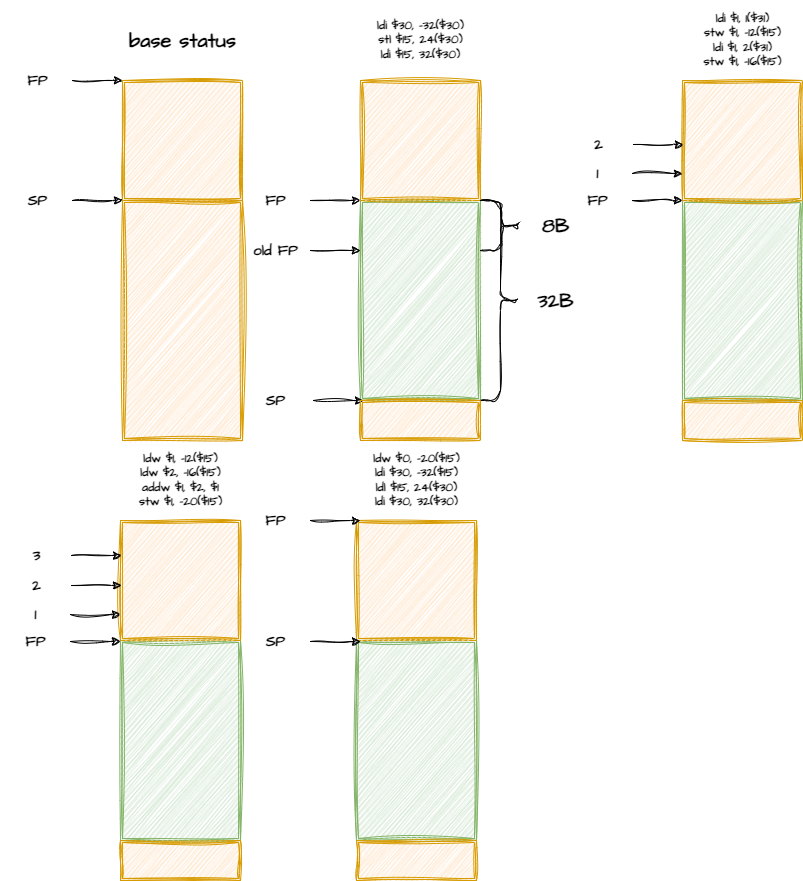 base status
FP
SP
ldi $30, -32($30)
stl $15, 24($30)
ldi $15, 32($30)
FP
old FP
SP
8B
32B
ldi $1, 1($31)
stw $1, -12($15)
ldi $1, 2($31)
stw $1, -16($15)
2
1
FP
ldw $1, -12($15)
ldw $2, -16($15)
addw $1, $2, $1
stw $1, -20($15)
3
2
1
FP
ldw $0, -20($15)
ldi $30, -32($15)
ldl $15, 24($30)
ldi $30, 32($30)
FP
SP